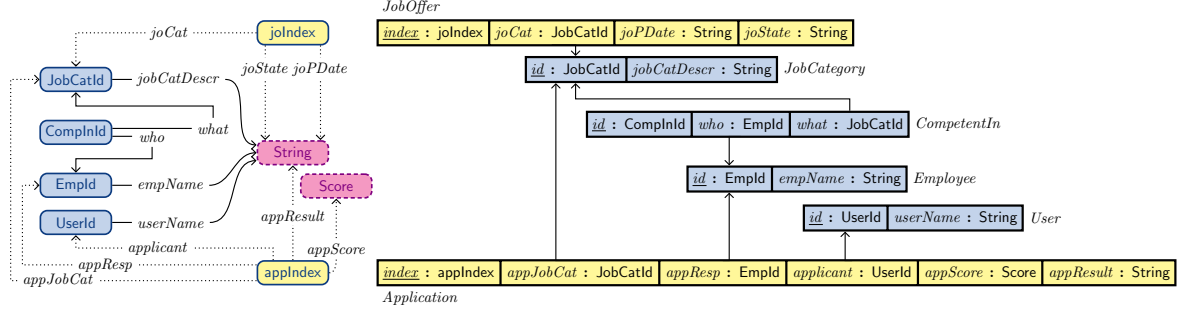 joCat
joIndex
joState joPDate
JobCatId
jobCatDescr
what
CompInId
who
String
EmpId
empName
Score
UserId
userName
appResult
applicant
appScore
appResp
appIndex
appJobCat
JobOffer
index : joIndex joCat : JobCatId joPDate : String joState : String
id : JobCatId jobCatDescr : String JobCategory
id : CompInId who : EmpId what : JobCatId CompetentIn
id : EmpId empName : String Employee
id : UserId userName : String User
index : appIndex appJobCat : JobCatId appResp : EmpId applicant : UserId appScore : Score appResult : String
Application